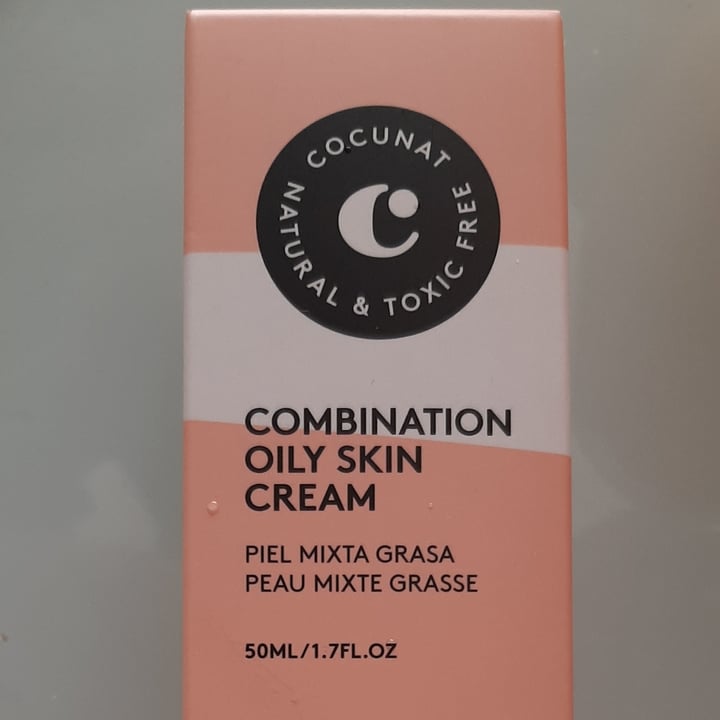 COCUNAT
NATURAL & TOXIC FREE
c
COMBINATION
OILY SKIN
CREAM
PIEL MIXTA GRASA
PEAU MIXTE GRASSE
50ML/1.7FL.OZ